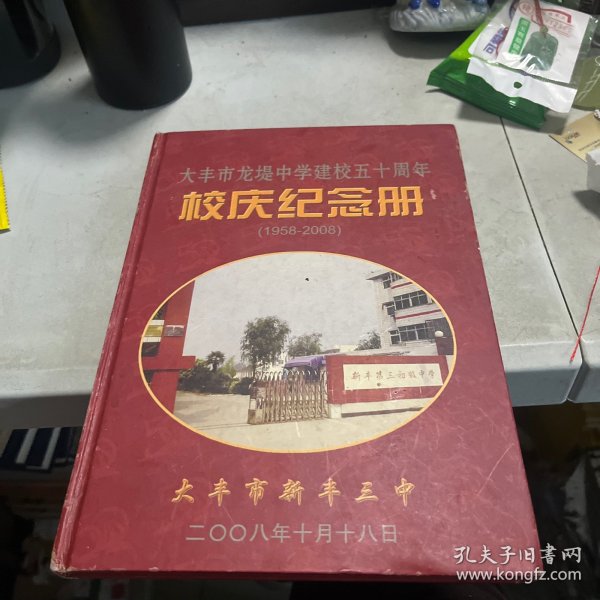 大丰市龙堤中学建校五十周年
校庆纪念册
(1958-2008)
新丰第三初级中学
大丰市新丰三中
二〇〇八年十月十八日
孔夫子旧书网
www.kongfz.com